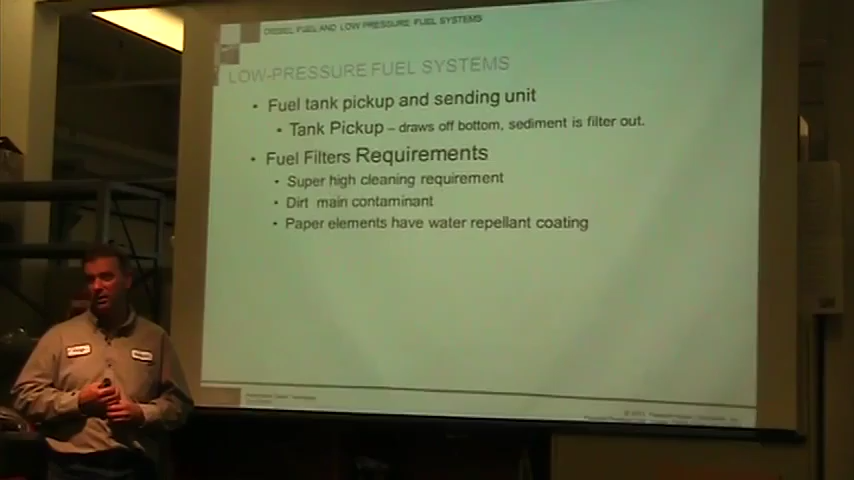 DIESEL FUEL AND LOW PRESSURE FUEL SYSTEMS
LOW-PRESSURE FUEL SYSTEMS
• Fuel tank pickup and sending unit
• Tank Pickup – draws off bottom, sediment is filter out.
• Fuel Filters Requirements
• Super high cleaning requirement
• Dirt main contaminant
• Paper elements have water repellant coating